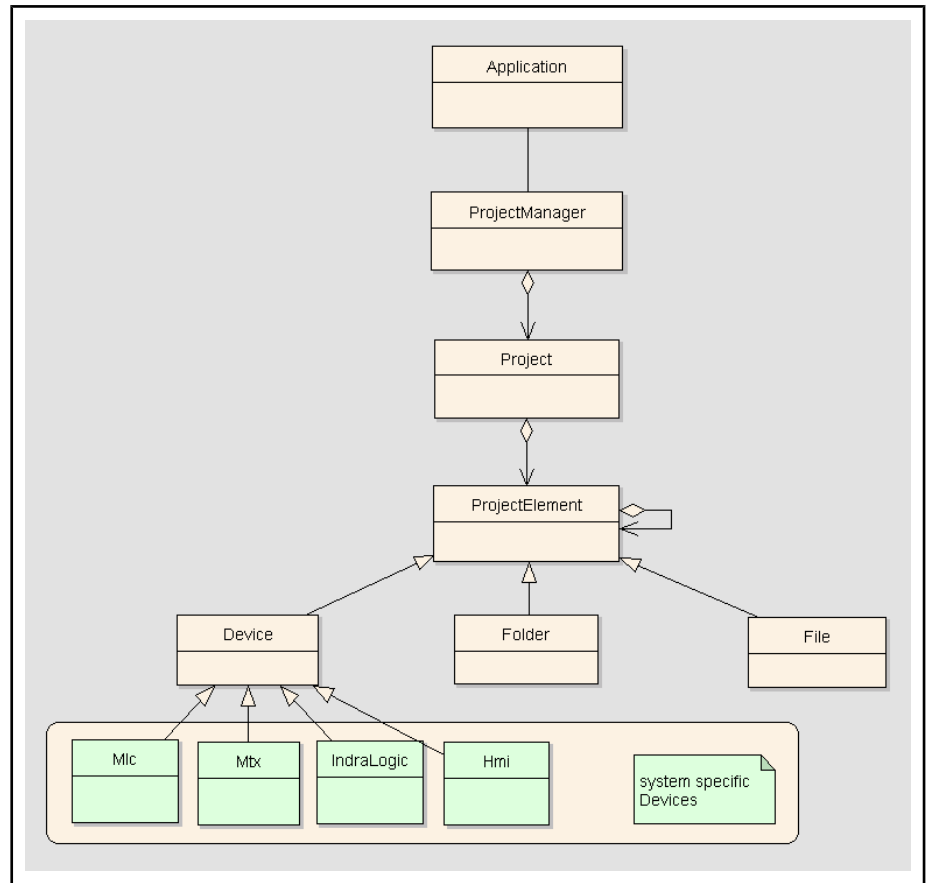 Application
ProjectManager
Project
ProjectElement
Device
Folder
File
Mlc
Mtx
IndraLogic
Hmi
system specific
Devices